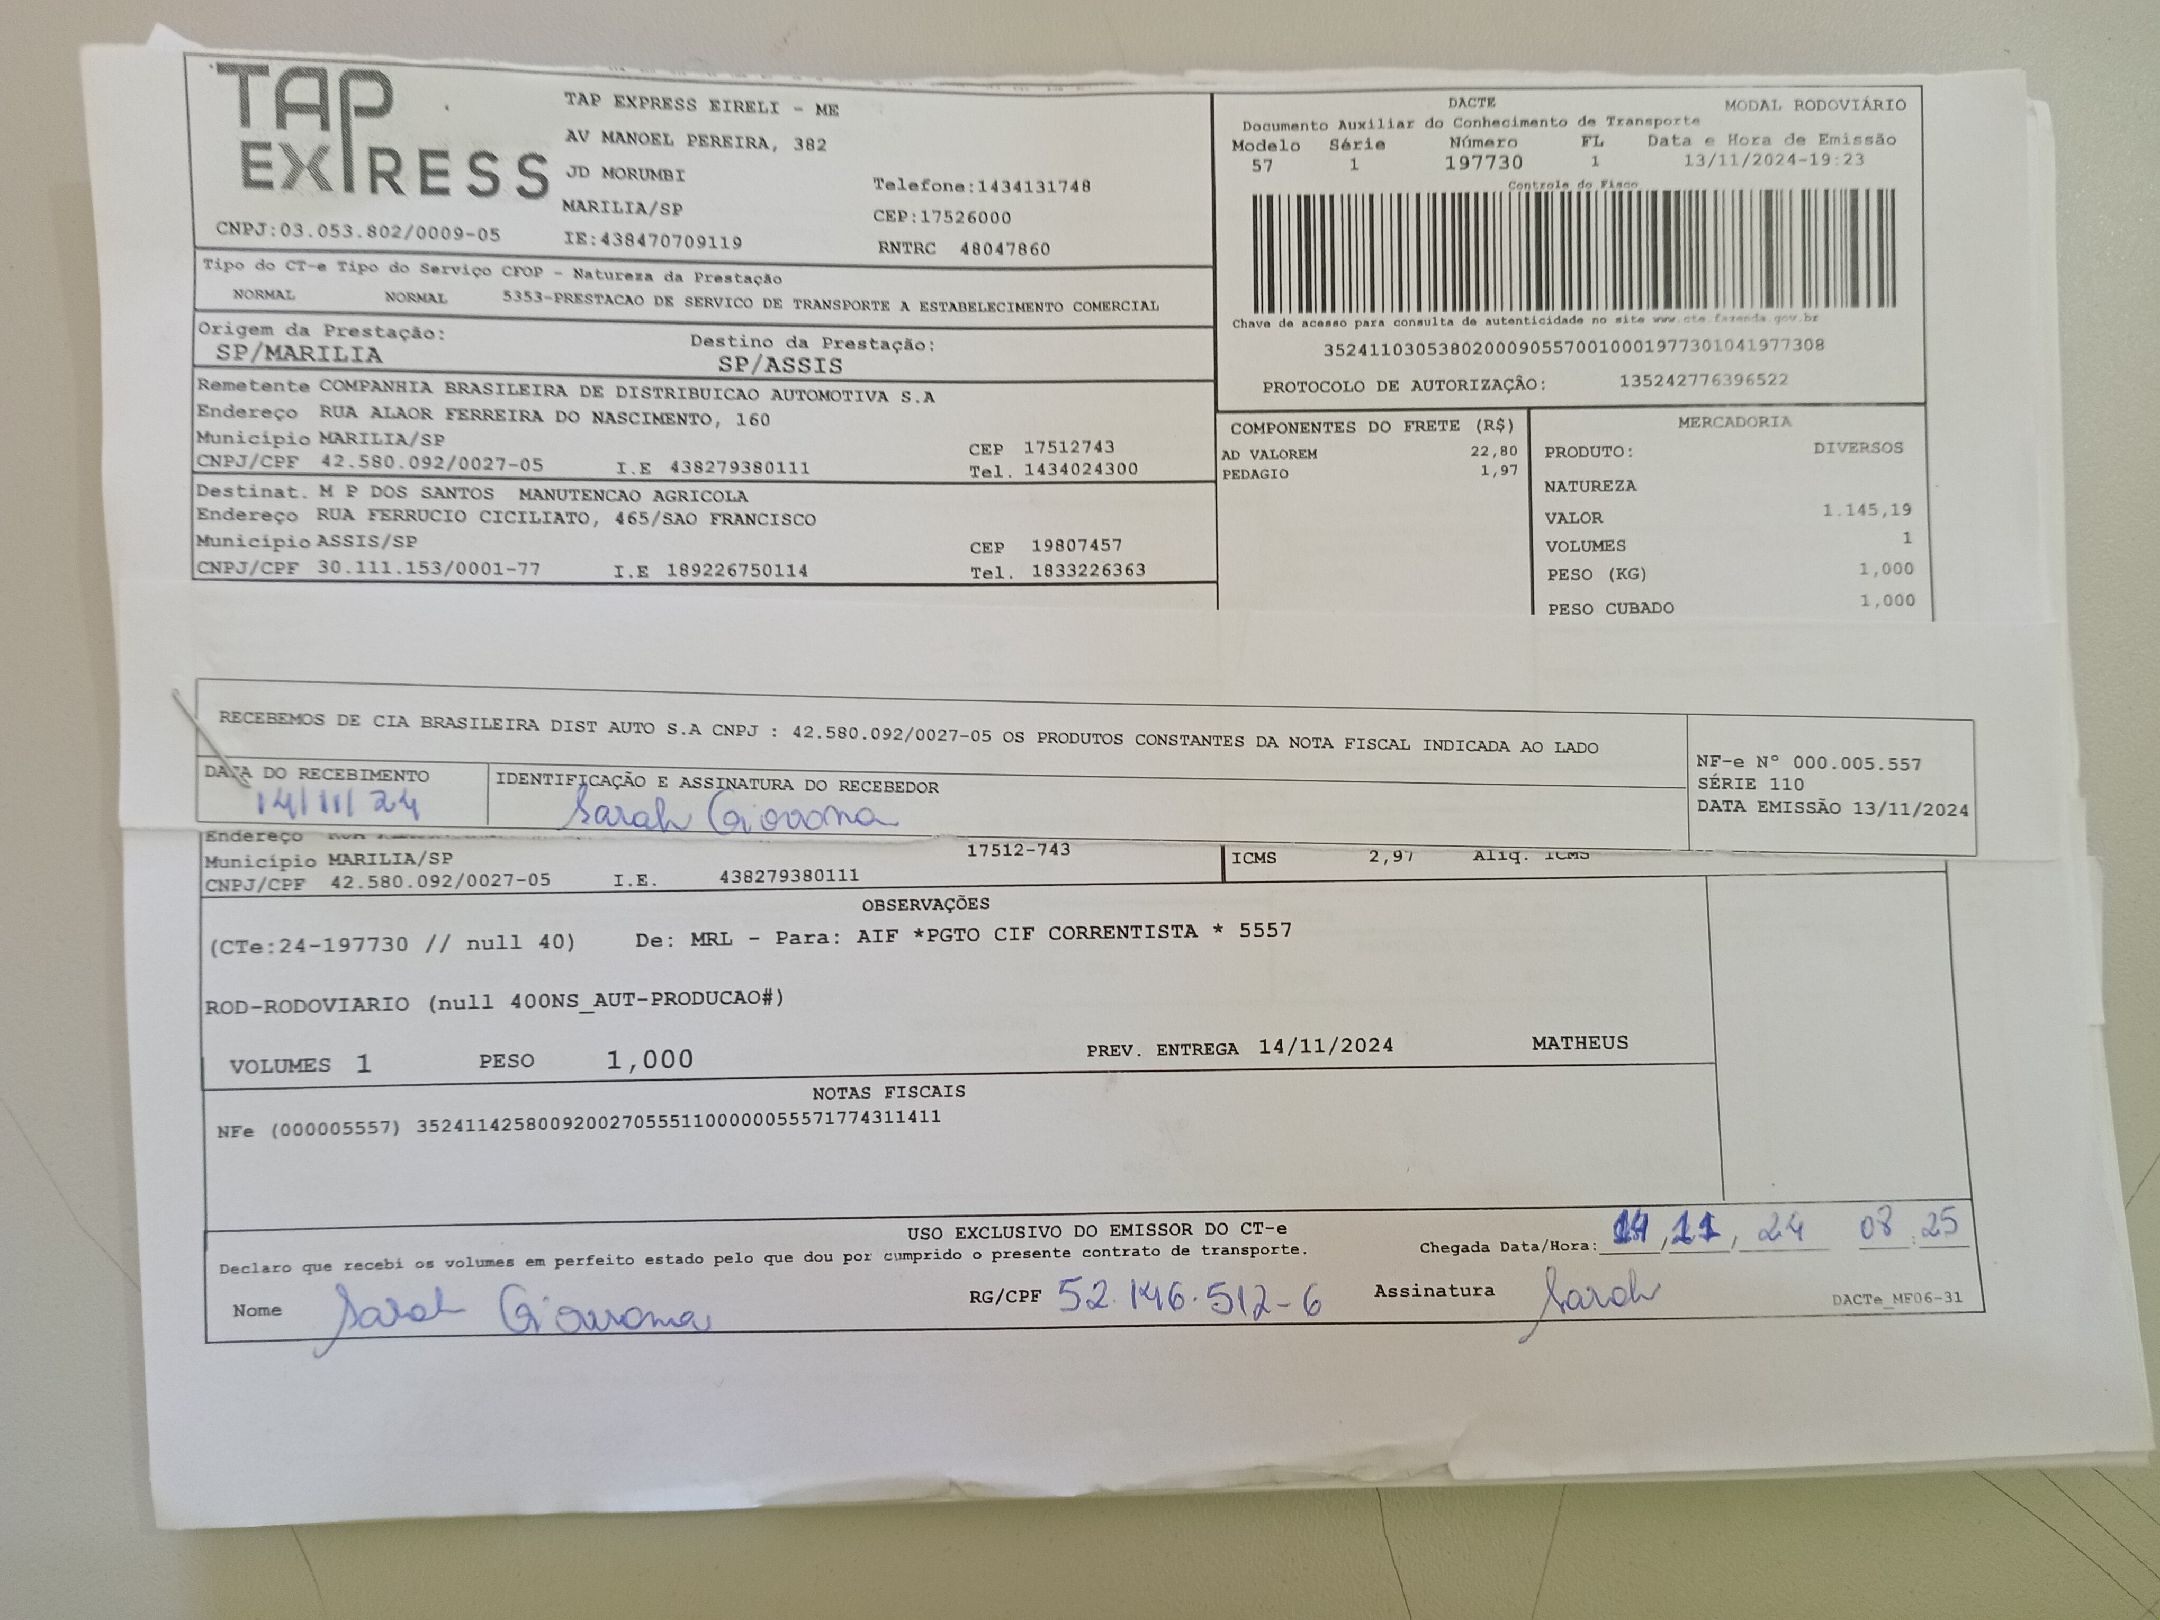 TAP EXPRESS
TAP EXPRESS EIRELI - ME
AV MANOEL PEREIRA, 382
JD MORUMBI
Telefone:1434131748
MARILIA/SP
CEP:17526000
CNPJ:03.053.802/0009-05
IE:438470709119
RNTRC 48047860
DACTE
MODAL RODOVIÁRIO
Documento Auxiliar do Conhecimento de Transporte
Modelo Série Número FL Data e Hora de Emissão
57 1 197730 1 13/11/2024-19:23
Controle do Fisco
Chave de acesso para consulta de autenticidade no site www.cte.fazenda.gov.br
35241103053802000905570010001977301041977308
PROTOCOLO DE AUTORIZAÇÃO: 135242776396522
Tipo do CT-e Tipo do Serviço CFOP - Natureza da Prestação
NORMAL NORMAL 5353-PRESTACAO DE SERVICO DE TRANSPORTE A ESTABELECIMENTO COMERCIAL
Origem da Prestação: Destino da Prestação:
SP/MARILIA SP/ASSIS
Remetente COMPANHIA BRASILEIRA DE DISTRIBUICAO AUTOMOTIVA S.A
Endereço RUA ALAOR FERREIRA DO NASCIMENTO, 160
Município MARILIA/SP CEP 17512743
CNPJ/CPF 42.580.092/0027-05 I.E 438279380111 Tel. 1434024300
Destinat. M P DOS SANTOS MANUTENCAO AGRICOLA
Endereço RUA FERRUCIO CICILIATO, 465/SAO FRANCISCO
Município ASSIS/SP CEP 19807457
CNPJ/CPF 30.111.153/0001-77 I.E 189226750114 Tel. 1833226363
COMPONENTES DO FRETE (R$)
AD VALOREM 22,80
PEDAGIO 1,97
MERCADORIA
PRODUTO: DIVERSOS
NATUREZA
VALOR 1.145,19
VOLUMES 1
PESO (KG) 1,000
PESO CUBADO 1,000
RECEBEMOS DE CIA BRASILEIRA DIST AUTO S.A CNPJ : 42.580.092/0027-05 OS PRODUTOS CONSTANTES DA NOTA FISCAL INDICADA AO LADO
NF-e N° 000.005.557
SÉRIE 110
DATA EMISSÃO 13/11/2024
DATA DO RECEBIMENTO IDENTIFICAÇÃO E ASSINATURA DO RECEBEDOR
14/11/24 Sarah Giovana
Endereço
Município MARILIA/SP 17512-743
CNPJ/CPF 42.580.092/0027-05 I.E. 438279380111
ICMS 2,97 Aliq. ICMS
OBSERVAÇÕES
(CTe:24-197730 // null 40) De: MRL - Para: AIF *PGTO CIF CORRENTISTA * 5557
ROD-RODOVIARIO (null 400NS_AUT-PRODUCAO#)
VOLUMES 1 PESO 1,000 PREV. ENTREGA 14/11/2024 MATHEUS
NOTAS FISCAIS
NFe (000005557) 35241142580092002705551100000055571774311411
USO EXCLUSIVO DO EMISSOR DO CT-e
Declaro que recebi os volumes em perfeito estado pelo que dou por cumprido o presente contrato de transporte.
Chegada Data/Hora: 14/11/24 08:25
Nome Sarah Giovana RG/CPF 52.146.512-6 Assinatura Sarah
DACTe_MF06-31